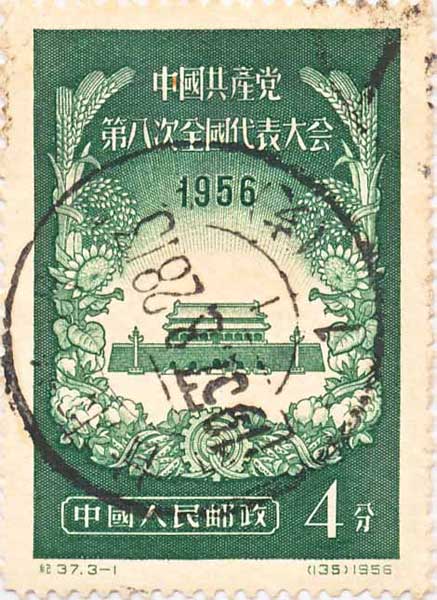 中國共產党
第八次全國代表大会
1956
中國人民邮政
4分
紀37.3-1
(135)1956